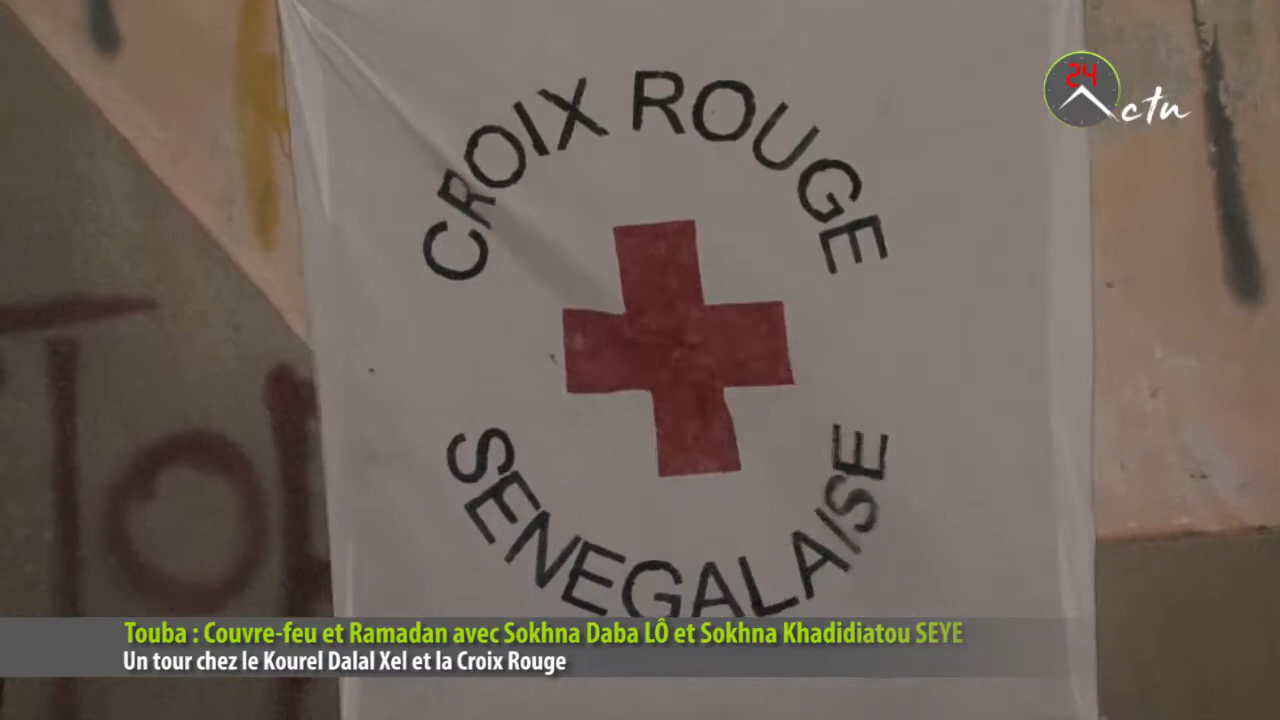 24
Actu
CROIX ROUGE
SENEGALAISE
Touba : Couvre-feu et Ramadan avec Sokhna Daba LÔ et Sokhna Khadidiatou SEYE
Un tour chez le Kourel Dalal Xel et la Croix Rouge